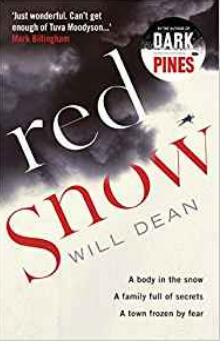 'Just wonderful. Can't get
enough of Tuva Moodyson...'
Mark Billingham
BY THE AUTHOR OF
DARK
PINES
red
Snow
WILL DEAN
A body in the snow
A family full of secrets
A town frozen by fear